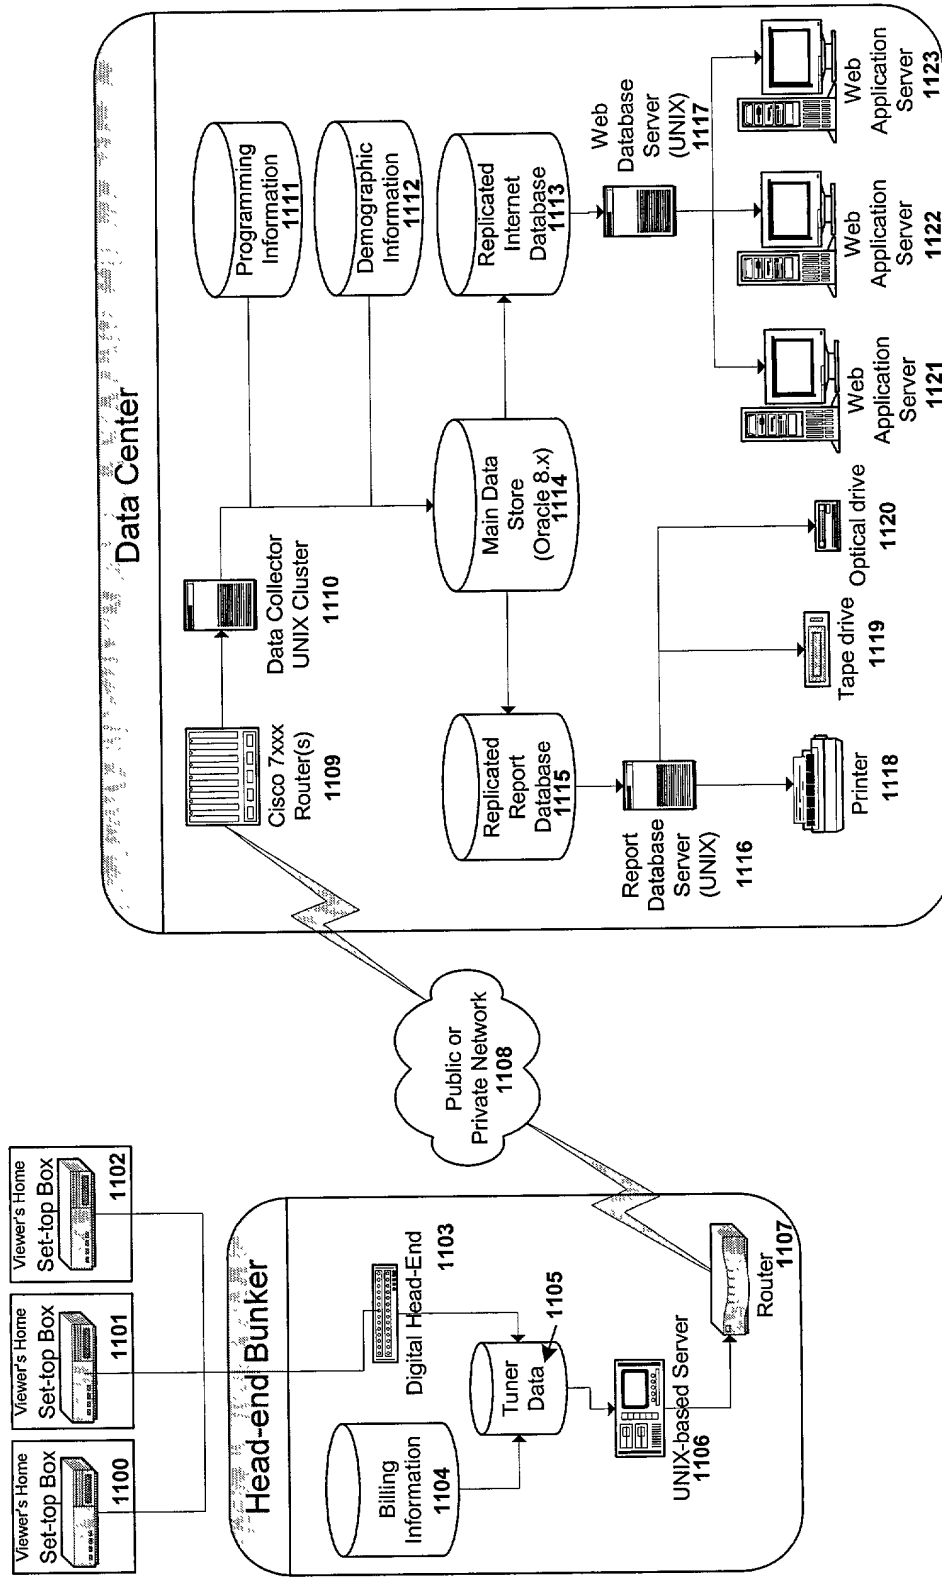 Viewer's Home
Set-top Box
1100
Viewer's Home
Set-top Box
1101
Viewer's Home
Set-top Box
1102
Head-end Bunker
Billing
Information
1104
Digital Head-End
1103
Tuner
Data
1105
UNIX-based Server
1106
Router
1107
Public or
Private Network
1108
Data Center
Cisco 7xxx
Router(s)
1109
Data Collector
UNIX Cluster
1110
Programming
Information
1111
Demographic
Information
1112
Replicated
Report
Database
1115
Main Data
Store
(Oracle 8.x)
1114
Replicated
Internet
Database
1113
Report
Database
Server
(UNIX)
1116
Web
Database
Server
(UNIX)
1117
Printer
1118
Tape drive
1119
Optical drive
1120
Web
Application
Server
1121
Web
Application
Server
1122
Web
Application
Server
1123